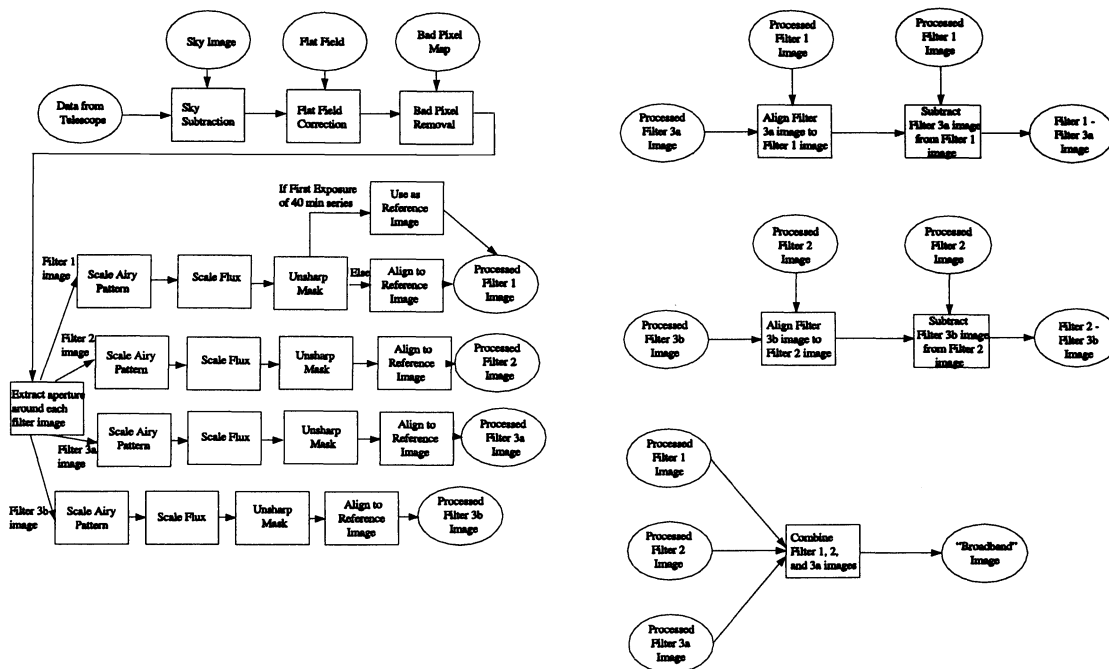 Sky Image
Flat Field
Bad Pixel
Map
Data from
Telescope
Sky
Subtraction
Flat Field
Correction
Bad Pixel
Removal
If First Exposure
of 40 min series
Use as
Reference
Image
Filter 1
image
Scale Airy
Pattern
Scale Flux
Unsharp
Mask
Else
Align to
Reference
Image
Processed
Filter 1
Image
Filter 2
image
Scale Airy
Pattern
Scale Flux
Unsharp
Mask
Align to
Reference
Image
Processed
Filter 2
Image
Extract aperture
around each
filter image
Filter 3a
image
Scale Airy
Pattern
Scale Flux
Unsharp
Mask
Align to
Reference
Image
Processed
Filter 3a
Image
Filter 3b
image
Scale Airy
Pattern
Scale Flux
Unsharp
Mask
Align to
Reference
Image
Processed
Filter 3b
Image
Processed
Filter 1
Image
Processed
Filter 1
Image
Processed
Filter 3a
Image
Align Filter
3a image to
Filter 1 image
Subtract
Filter 3a image
from Filter 1
image
Filter 1 -
Filter 3a
Image
Processed
Filter 2
Image
Processed
Filter 2
Image
Processed
Filter 3b
Image
Align Filter
3b image to
Filter 2 image
Subtract
Filter 3b image
from Filter 2
image
Filter 2 -
Filter 3b
Image
Processed
Filter 1
Image
Processed
Filter 2
Image
Processed
Filter 3a
Image
Combine
Filter 1, 2,
and 3a images
"Broadband"
Image